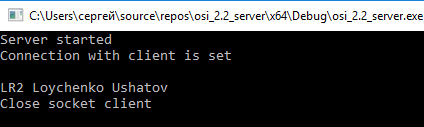 C:\Users\сергей\source\repos\osi_2.2_server\x64\Debug\osi_2.2_server.exe
Server started
Connection with client is set
LR2 Loychenko Ushatov
Close socket client